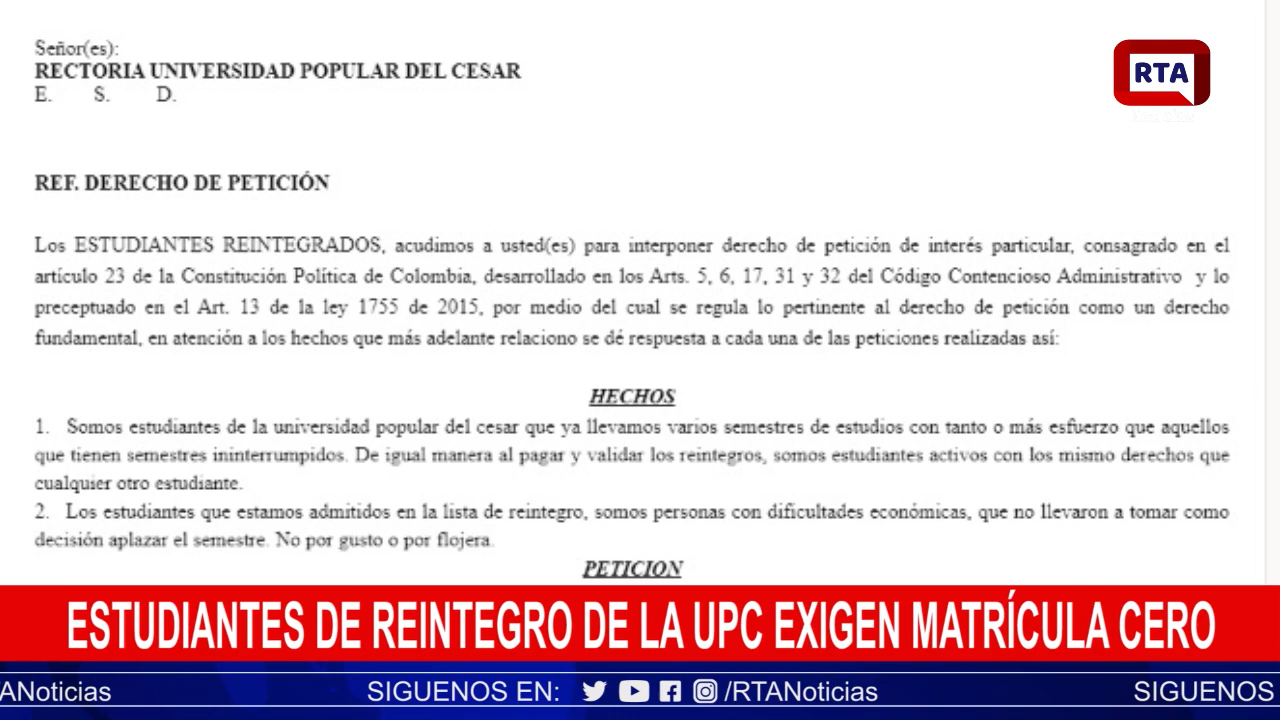 Señor(es):
RECTORIA UNIVERSIDAD POPULAR DEL CESAR
E. S. D.
RTA
REF. DERECHO DE PETICIÓN
Los ESTUDIANTES REINTEGRADOS, acudimos a usted(es) para interponer derecho de petición de interés particular, consagrado en el
artículo 23 de la Constitución Política de Colombia, desarrollado en los Arts. 5, 6, 17, 31 y 32 del Código Contencioso Administrativo y lo
preceptuado en el Art. 13 de la ley 1755 de 2015, por medio del cual se regula lo pertinente al derecho de petición como un derecho
fundamental, en atención a los hechos que más adelante relaciono se dé respuesta a cada una de las peticiones realizadas así:
HECHOS
1. Somos estudiantes de la universidad popular del cesar que ya llevamos varios semestres de estudios con tanto o más esfuerzo que aquellos
que tienen semestres ininterrumpidos. De igual manera al pagar y validar los reintegros, somos estudiantes activos con los mismo derechos que
cualquier otro estudiante.
2. Los estudiantes que estamos admitidos en la lista de reintegro, somos personas con dificultades económicas, que no llevaron a tomar como
decisión aplazar el semestre. No por gusto o por flojera.
PETICION
ESTUDIANTES DE REINTEGRO DE LA UPC EXIGEN MATRÍCULA CERO
TANoticias SIGUENOS EN: /RTANoticias SIGUENOS